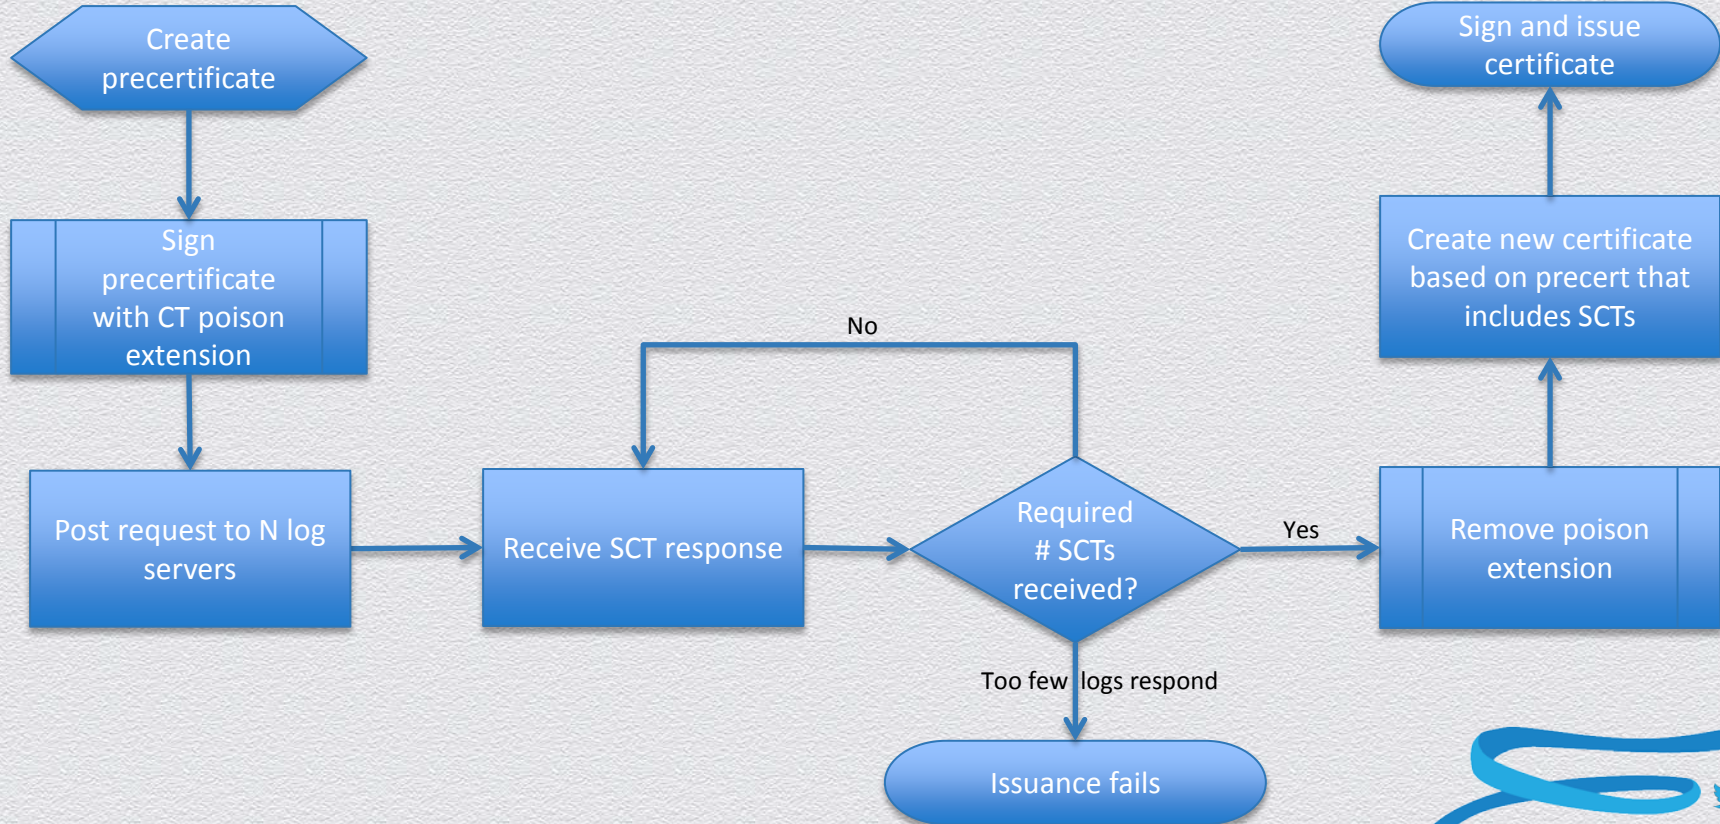 Create
precertificate
Sign
precertificate
with CT poison
extension
Post request to N log
servers
Receive SCT response
No
Required
# SCTs
received?
Too few logs respond
Issuance fails
Yes
Remove poison
extension
Create new certificate
based on precert that
includes SCTs
Sign and issue
certificate